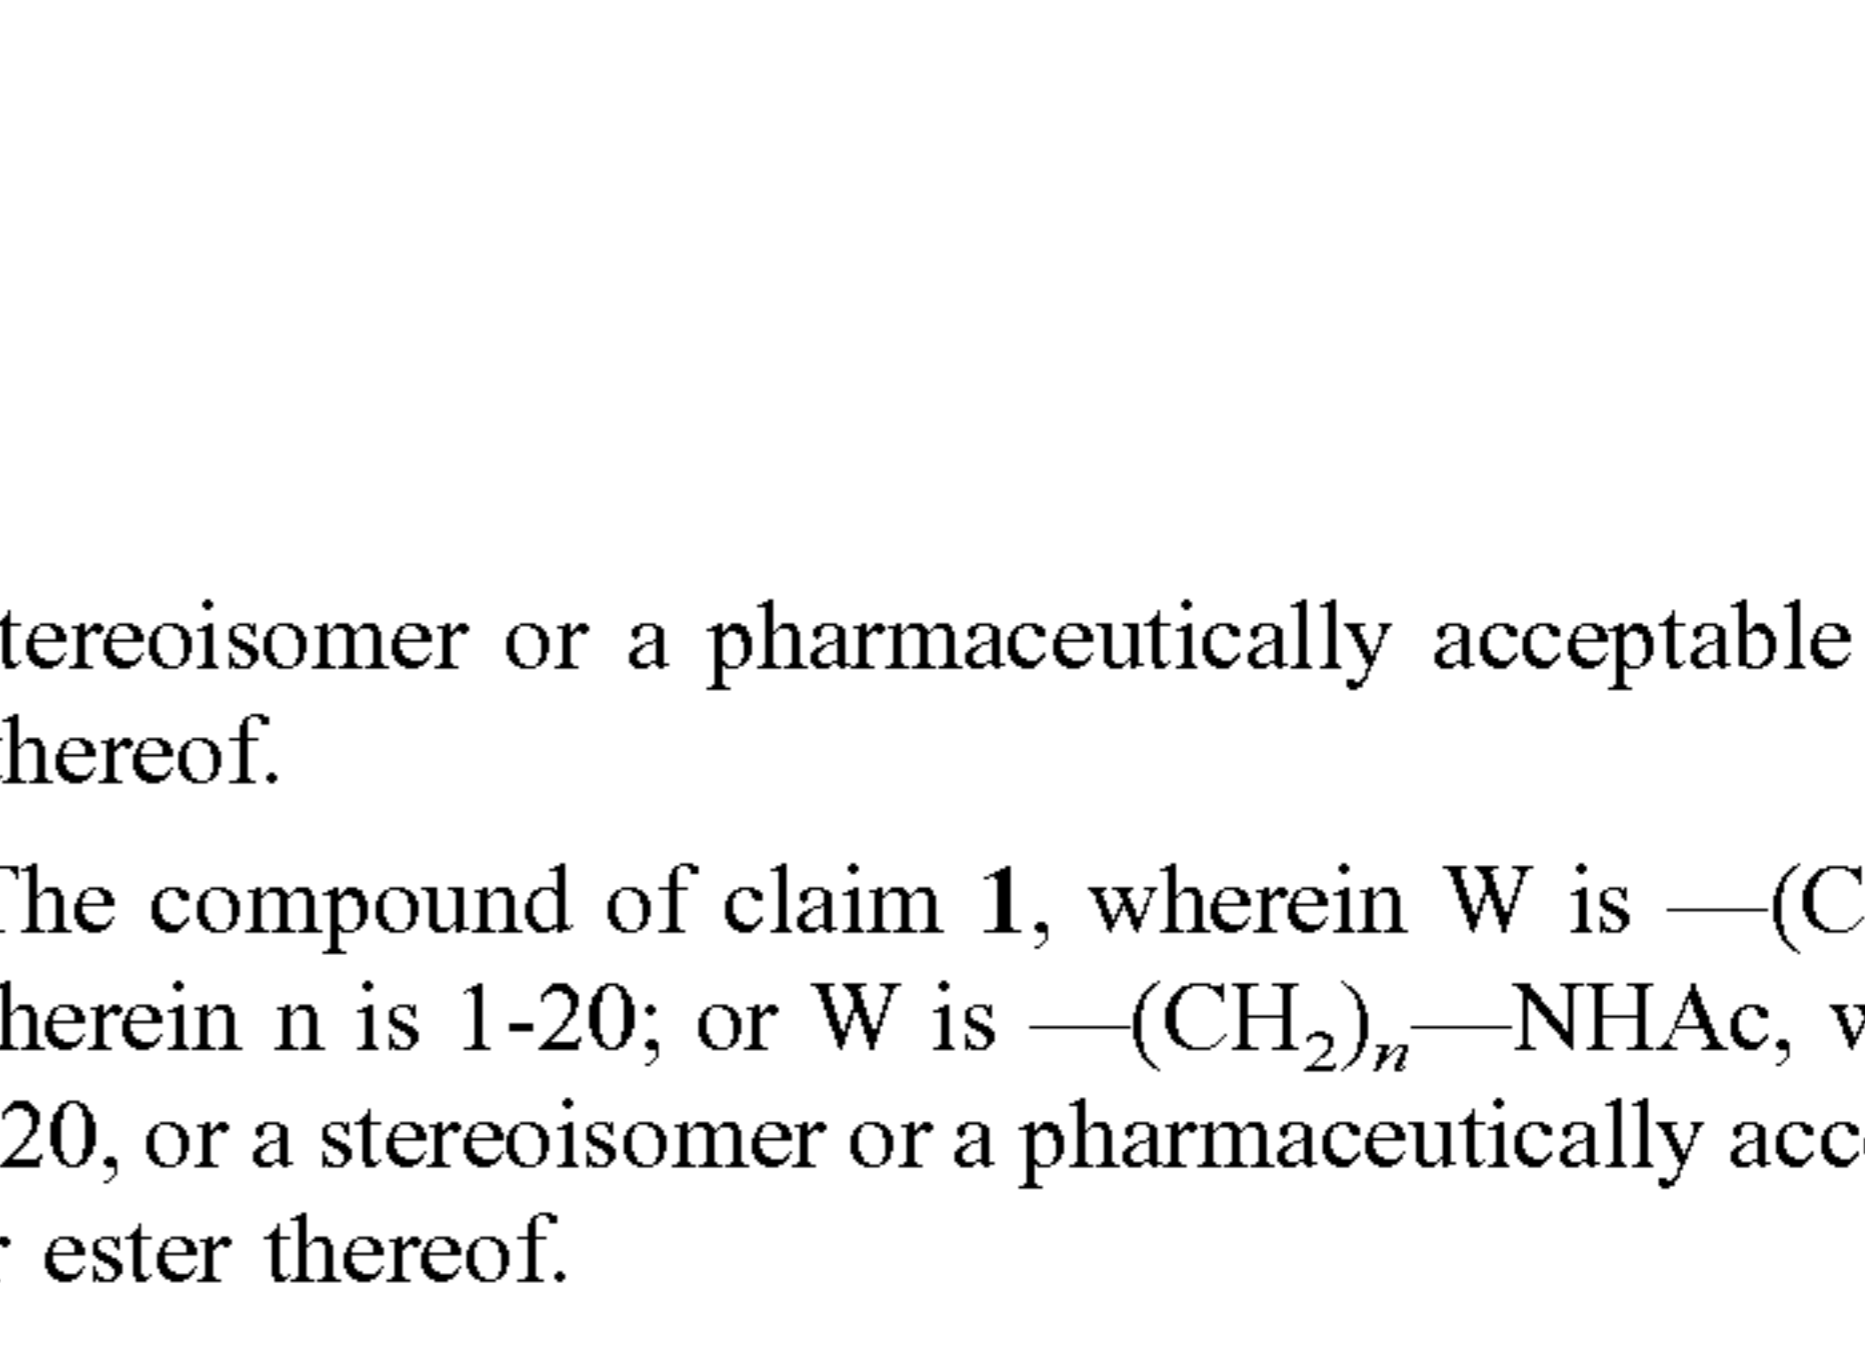 tereoisomer or a pharmaceutically acceptable
thereof.
The compound of claim 1, wherein W is —(C
herein n is 1-20; or W is —(CH₂)ₙ—NHAc, w
20, or a stereoisomer or a pharmaceutically acc
r ester thereof.